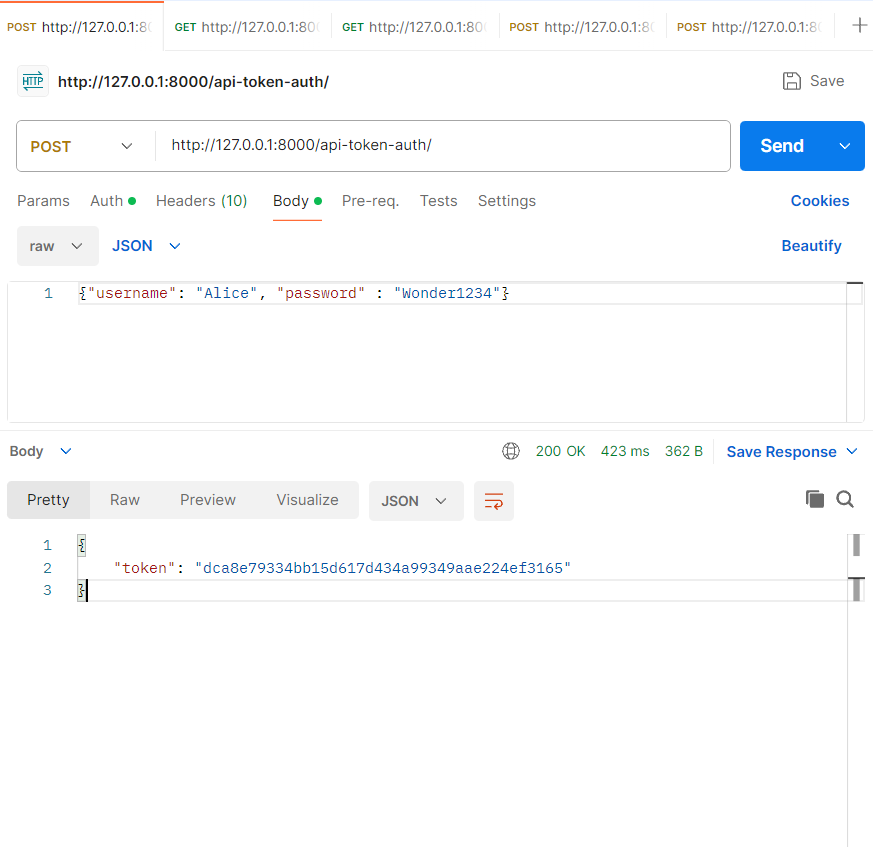 POST http://127.0.0.1:80 GET http://127.0.0.1:80 GET http://127.0.0.1:80 POST http://127.0.0.1:80 POST http://127.0.0.1:80 +
HTTP http://127.0.0.1:8000/api-token-auth/ Save
POST http://127.0.0.1:8000/api-token-auth/ Send
Params Auth Headers (10) Body Pre-req. Tests Settings Cookies
raw JSON Beautify
1 {"username": "Alice", "password" : "Wonder1234"}
Body 200 OK 423 ms 362 B Save Response
Pretty Raw Preview Visualize JSON
1 {
2 "token": "dca8e79334bb15d617d434a99349aae224ef3165"
3 }